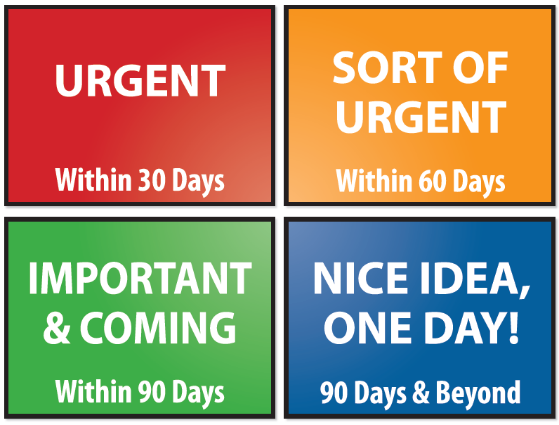 URGENT
Within 30 Days
SORT OF
URGENT
Within 60 Days
IMPORTANT
& COMING
Within 90 Days
NICE IDEA,
ONE DAY!
90 Days & Beyond